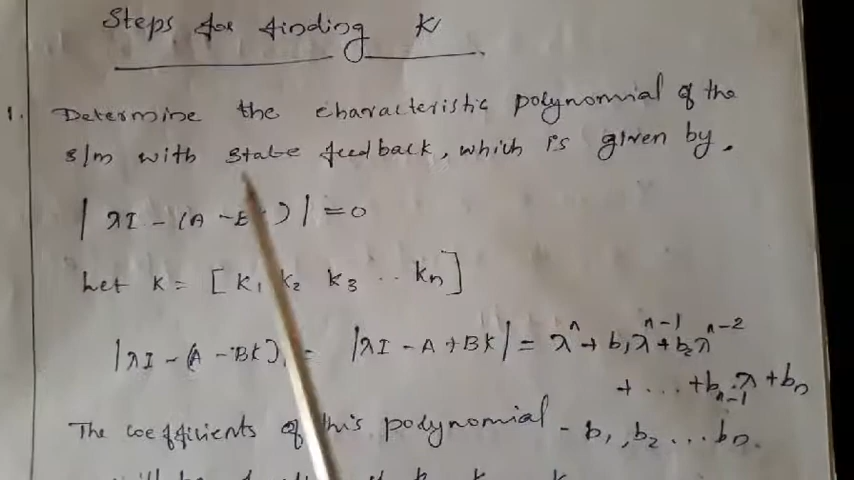 Steps for finding K
1. Determine the characteristic polynomial of the
s/m with state feedback, which is given by.
| λI - (A - B )| = 0
Let K = [K₁ K₂ K₃ .. Kn]
|λI - (A - BK)| = |λI - A + BK| = λⁿ + b₁λⁿ⁻¹ + b₂λⁿ⁻²
+ ... + bn-1 λ + bn
The coefficients of this polynomial - b₁, b₂ ... bn.